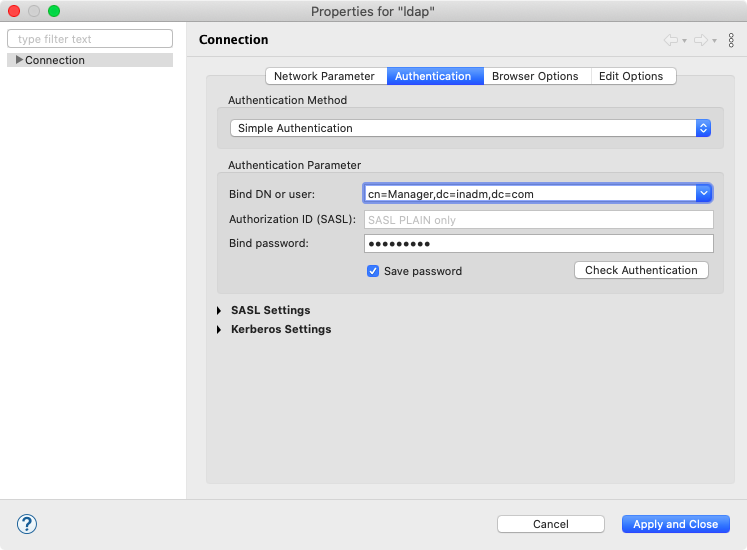 Properties for "ldap"
type filter text
Connection
Connection
Network Parameter Authentication Browser Options Edit Options
Authentication Method
Simple Authentication
Authentication Parameter
Bind DN or user: cn=Manager,dc=inadm,dc=com
Authorization ID (SASL): SASL PLAIN only
Bind password: ●●●●●●●●●
Save password Check Authentication
SASL Settings
Kerberos Settings
? Cancel Apply and Close